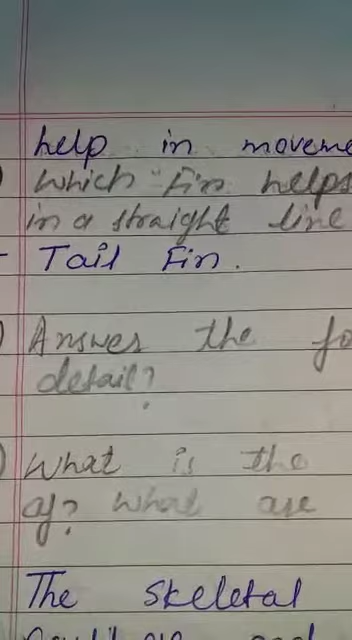 help in movem
) Which "Fin helps
in a straight line
- Tail Fin.
) Answer the fo
detail?
) What is the
of? What are
The Skeletal